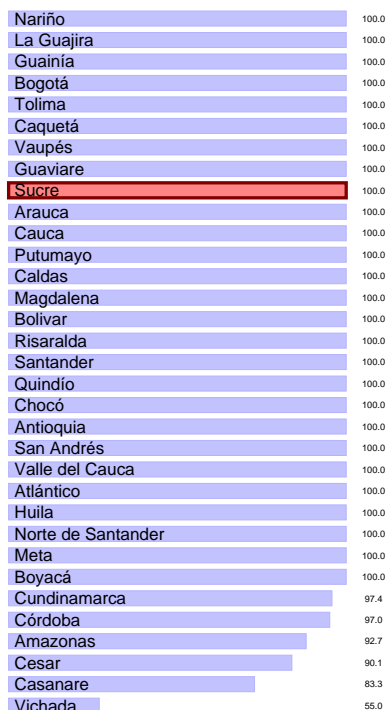 Nariño 100.0
La Guajira 100.0
Guainía 100.0
Bogotá 100.0
Tolima 100.0
Caquetá 100.0
Vaupés 100.0
Guaviare 100.0
Sucre 100.0
Arauca 100.0
Cauca 100.0
Putumayo 100.0
Caldas 100.0
Magdalena 100.0
Bolivar 100.0
Risaralda 100.0
Santander 100.0
Quindío 100.0
Chocó 100.0
Antioquia 100.0
San Andrés 100.0
Valle del Cauca 100.0
Atlántico 100.0
Huila 100.0
Norte de Santander 100.0
Meta 100.0
Boyacá 100.0
Cundinamarca 97.4
Córdoba 97.0
Amazonas 92.7
Cesar 90.1
Casanare 83.3
Vichada 55.0